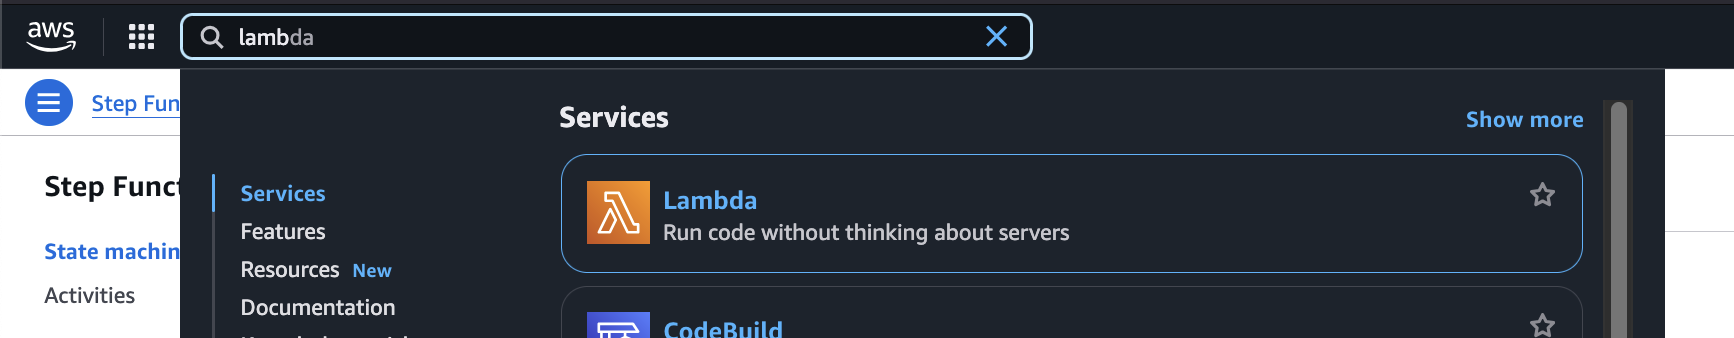 aws
lambda
Step Fun
Services
Show more
Step Funct
Services
Lambda
Run code without thinking about servers
Features
State machin
Resources New
Activities
Documentation
CodeBuild